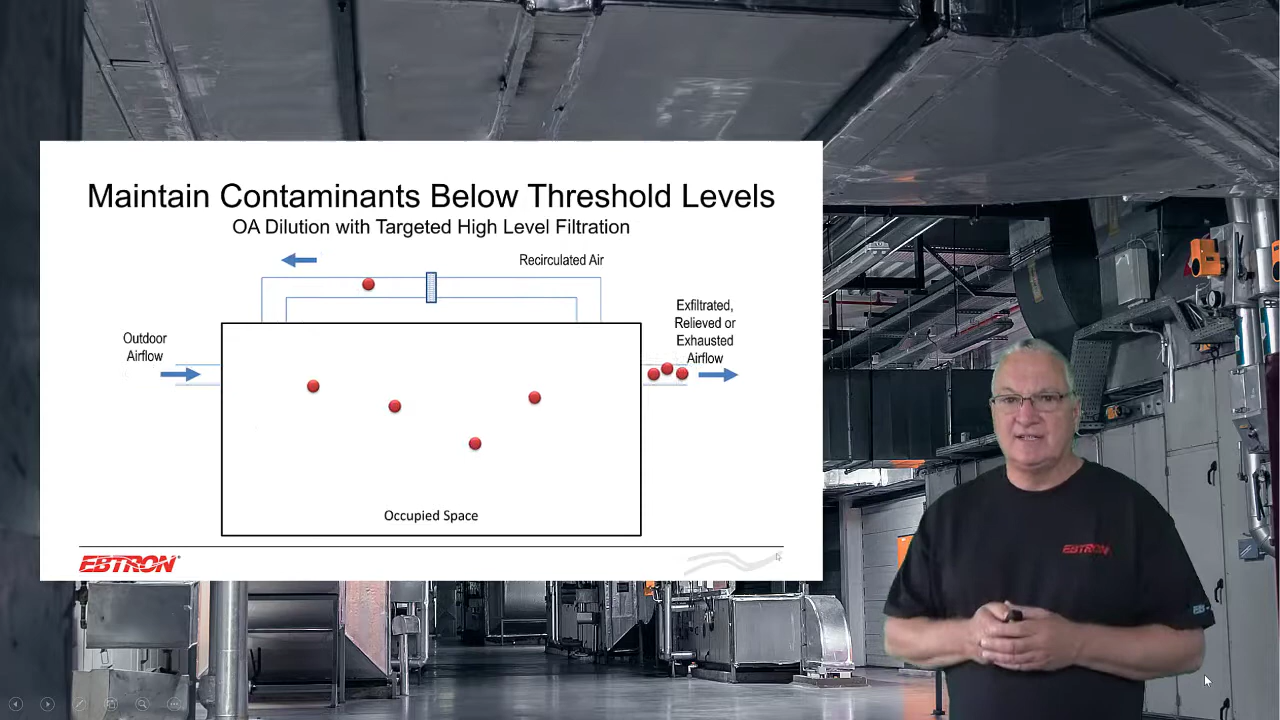 Maintain Contaminants Below Threshold Levels
OA Dilution with Targeted High Level Filtration
Recirculated Air
Exfiltrated,
Relieved or
Exhausted
Airflow
Outdoor
Airflow
Occupied Space
EBTRON
EBTRON